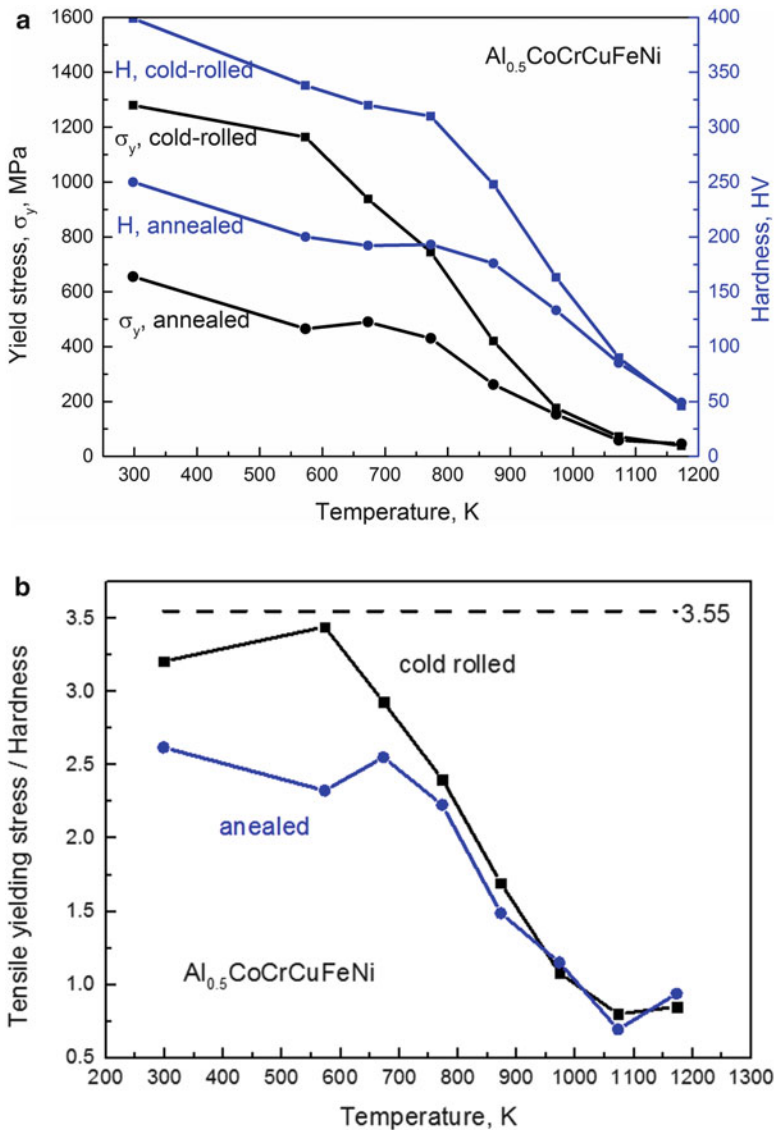 a
1600
1400
1200
1000
800
600
400
200
0
Yield stress, σy, MPa
H, cold-rolled
σy, cold-rolled
H, annealed
σy, annealed
Al0.5CoCrCuFeNi
400
350
300
250
200
150
100
50
0
Hardness, HV
300 400 500 600 700 800 900 1000 1100 1200
Temperature, K
b
3.5
3.0
2.5
2.0
1.5
1.0
0.5
Tensile yielding stress / Hardness
3.55
cold rolled
anealed
Al0.5CoCrCuFeNi
200 300 400 500 600 700 800 900 1000 1100 1200 1300
Temperature, K